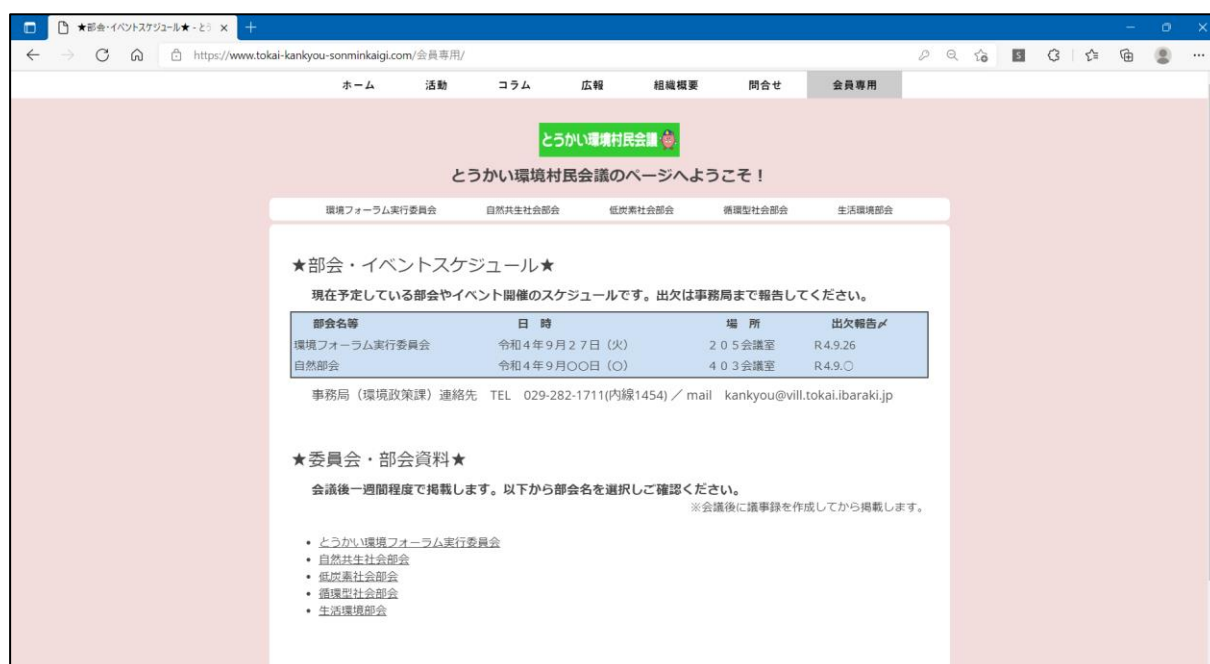 ★部会・イベントスケジュール★ - とう
https://www.tokai-kankyou-sonminkaigi.com/会員専用/
ホーム 活動 コラム 広報 組織概要 問合せ 会員専用
とうかい環境村民会議
とうかい環境村民会議のページへようこそ！
環境フォーラム実行委員会 自然共生社会部会 低炭素社会部会 循環型社会部会 生活環境部会
★部会・イベントスケジュール★
現在予定している部会やイベント開催のスケジュールです。出欠は事務局まで報告してください。
部会名等 日 時 場 所 出欠報告〆
環境フォーラム実行委員会 令和４年９月２７日（火） ２０５会議室 R4.9.26
自然部会 令和４年９月〇〇日（〇） ４０３会議室 R4.9.〇
事務局（環境政策課）連絡先 TEL 029-282-1711(内線1454) ／ mail kankyou@vill.tokai.ibaraki.jp
★委員会・部会資料★
会議後一週間程度で掲載します。以下から部会名を選択しご確認ください。
※会議後に議事録を作成してから掲載します。
• とうかい環境フォーラム実行委員会
• 自然共生社会部会
• 低炭素社会部会
• 循環型社会部会
• 生活環境部会